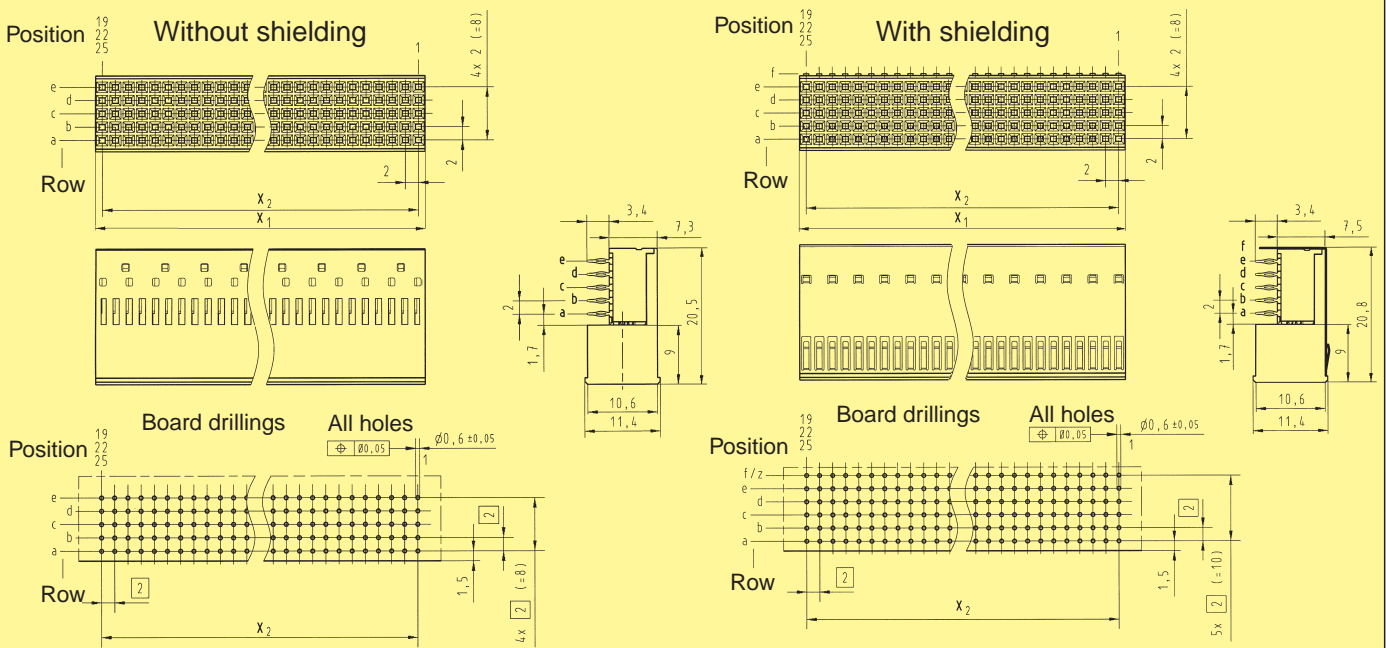 Without shielding
Position 19
22
25
1
4x 2 (=8)
e
d
c
b
a
Row
2
2
X2
X1
3,4
7,3
e
d
c
b
a
2
1,7
20,5
9
10,6
11,4
Board drillings
All holes
⌖ Ø0,05
Ø0,6 ±0,05
Position 19
22
25
1
e
d
c
b
a
Row
2
2
1,5
4x 2 (=8)
X2
With shielding
Position 19
22
25
1
4x 2 (=8)
f
e
d
c
b
a
Row
2
2
X2
X1
3,4
7,5
f
e
d
c
b
a
2
1,7
20,8
9
10,6
11,4
Board drillings
All holes
⌖ Ø0,05
Ø0,6 ±0,05
Position 19
22
25
1
f/z
e
d
c
b
a
Row
2
2
1,5
5x 2 (=10)
X2